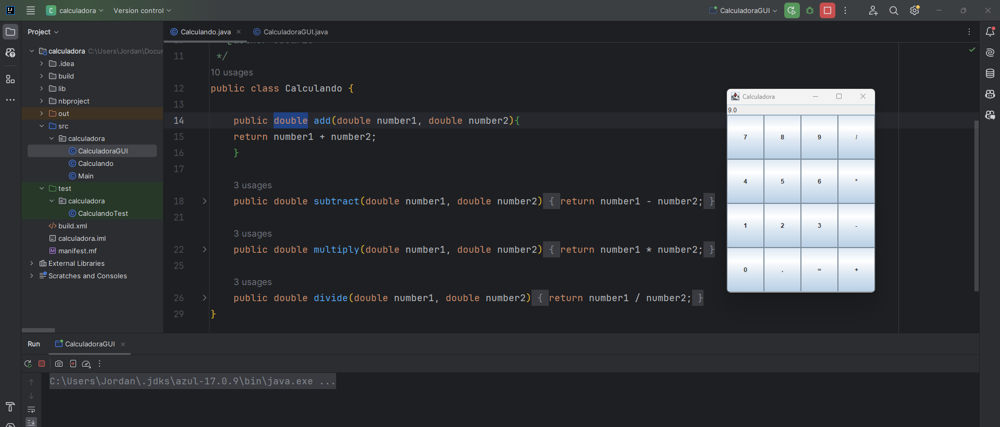 C calculadora Version control CalculadoraGUI
Project
Calculando.java CalculadoraGUI.java
calculadora C:\Users\Jordan\Docur
.idea
build
lib
nbproject
out
src
calculadora
CalculadoraGUI
Calculando
Main
test
calculadora
CalculandoTest
build.xml
calculadora.iml
manifest.mf
External Libraries
Scratches and Consoles
11 */
10 usages
12 public class Calculando {
13
14 public double add(double number1, double number2){
15 return number1 + number2;
16 }
17
3 usages
18 public double subtract(double number1, double number2) { return number1 - number2; }
21
3 usages
22 public double multiply(double number1, double number2) { return number1 * number2; }
25
3 usages
26 public double divide(double number1, double number2) { return number1 / number2; }
29 }
Calculadora
9.0
7 8 9 /
4 5 6 *
1 2 3 -
0 . = +
Run CalculadoraGUI
C:\Users\Jordan\.jdks\azul-17.0.9\bin\java.exe ...